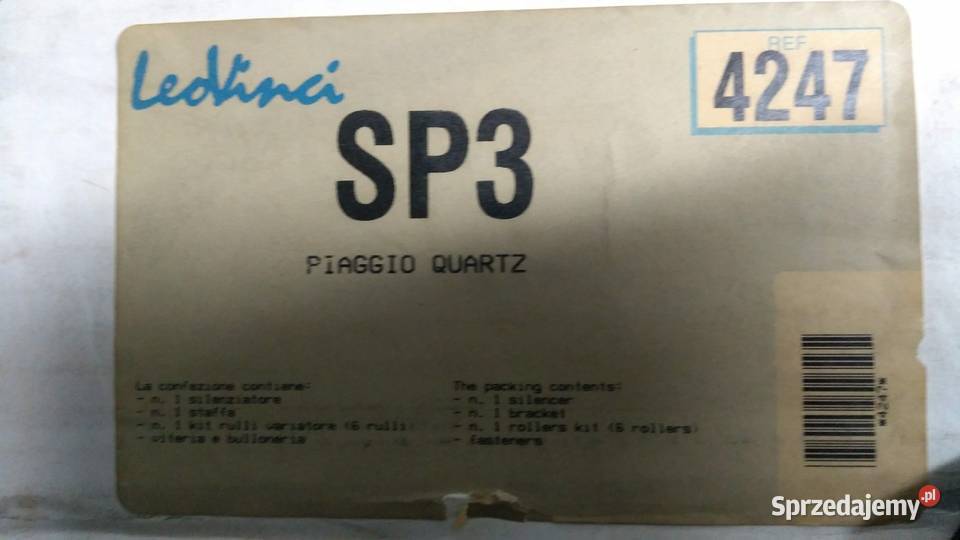 LeoVinci
REF
4247
SP3
PIAGGIO QUARTZ
La confezione contiene:
- n. 1 silenziatore
- n. 1 staffa
- n. 1 kit rulli variatore (6 rulli)
- viteria e bulloneria
The packing contents:
- n. 1 silencer
- n. 1 bracket
- n. 1 rollers kit (6 rollers)
- fasteners
*4247*
Sprzedajemy.pl